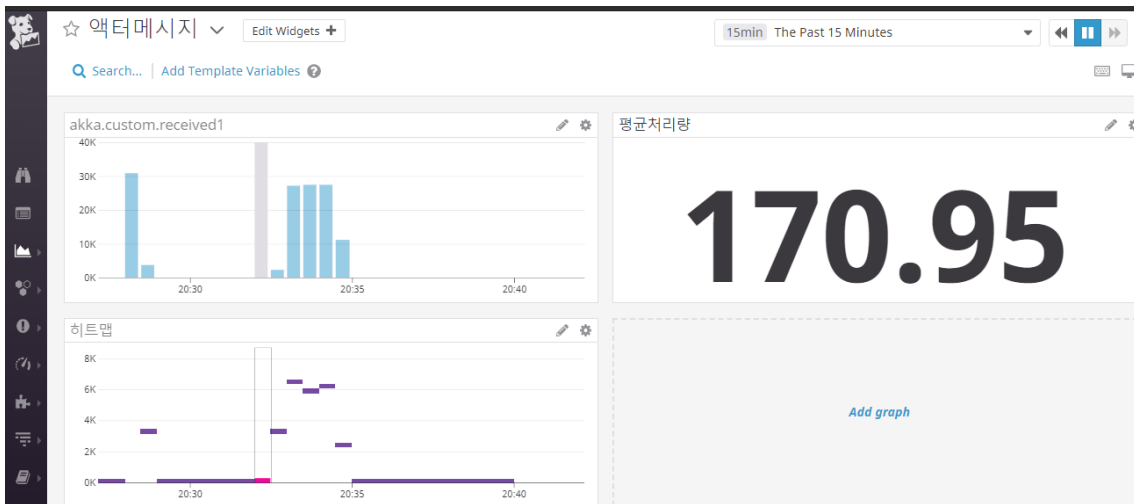 액터메시지 Edit Widgets +
15min The Past 15 Minutes
Search... Add Template Variables ?
akka.custom.received1
40K
30K
20K
10K
0K
20:30 20:35 20:40
평균처리량
170.95
히트맵
8K
6K
4K
2K
0K
20:30 20:35 20:40
Add graph